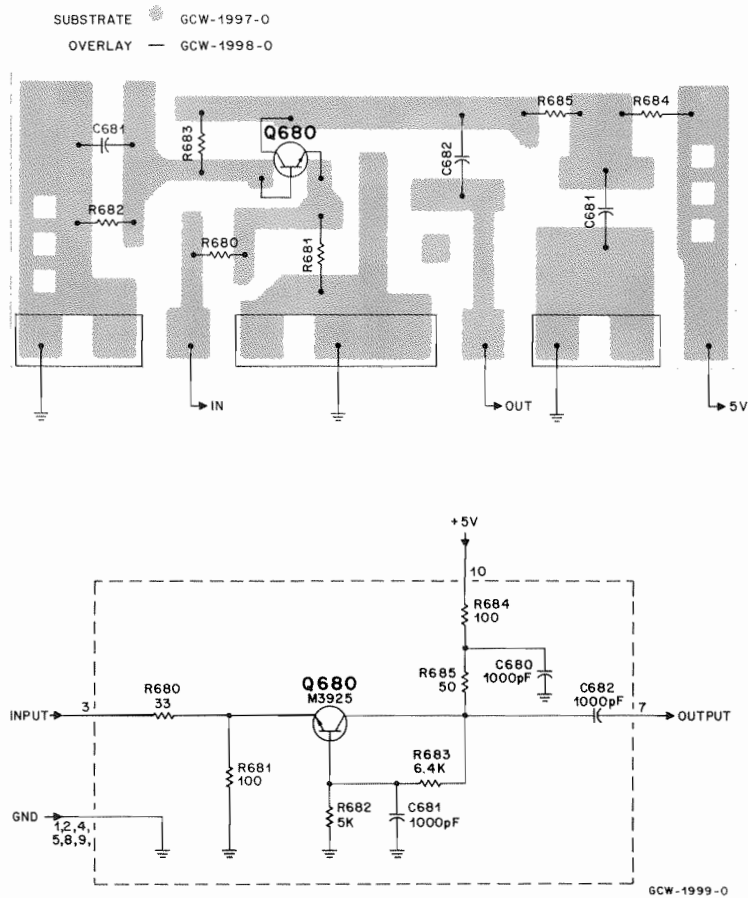 SUBSTRATE GCW-1997-0
OVERLAY — GCW-1998-0
C681
R683
Q680
C682
R685
R684
R682
R680
R681
C681
IN
OUT
5V
+5V
10
R684
100
R685
50
C680
1000pF
C682
1000pF
Q680
M3925
R680
33
INPUT
3
7
OUTPUT
R681
100
R683
6.4K
R682
5K
C681
1000pF
GND
1,2,4,
5,8,9,
GCW-1999-0